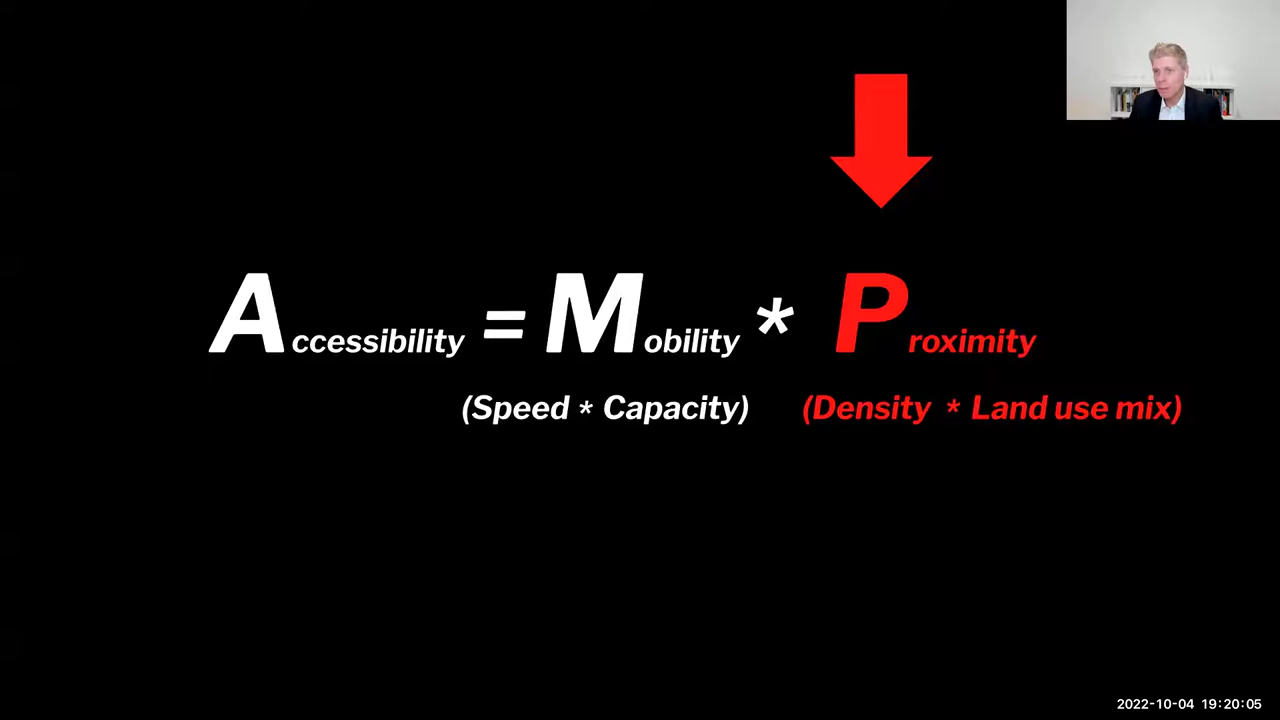 Accessibility = Mobility * Proximity
(Speed * Capacity) (Density * Land use mix)
2022-10-04 19:20:05